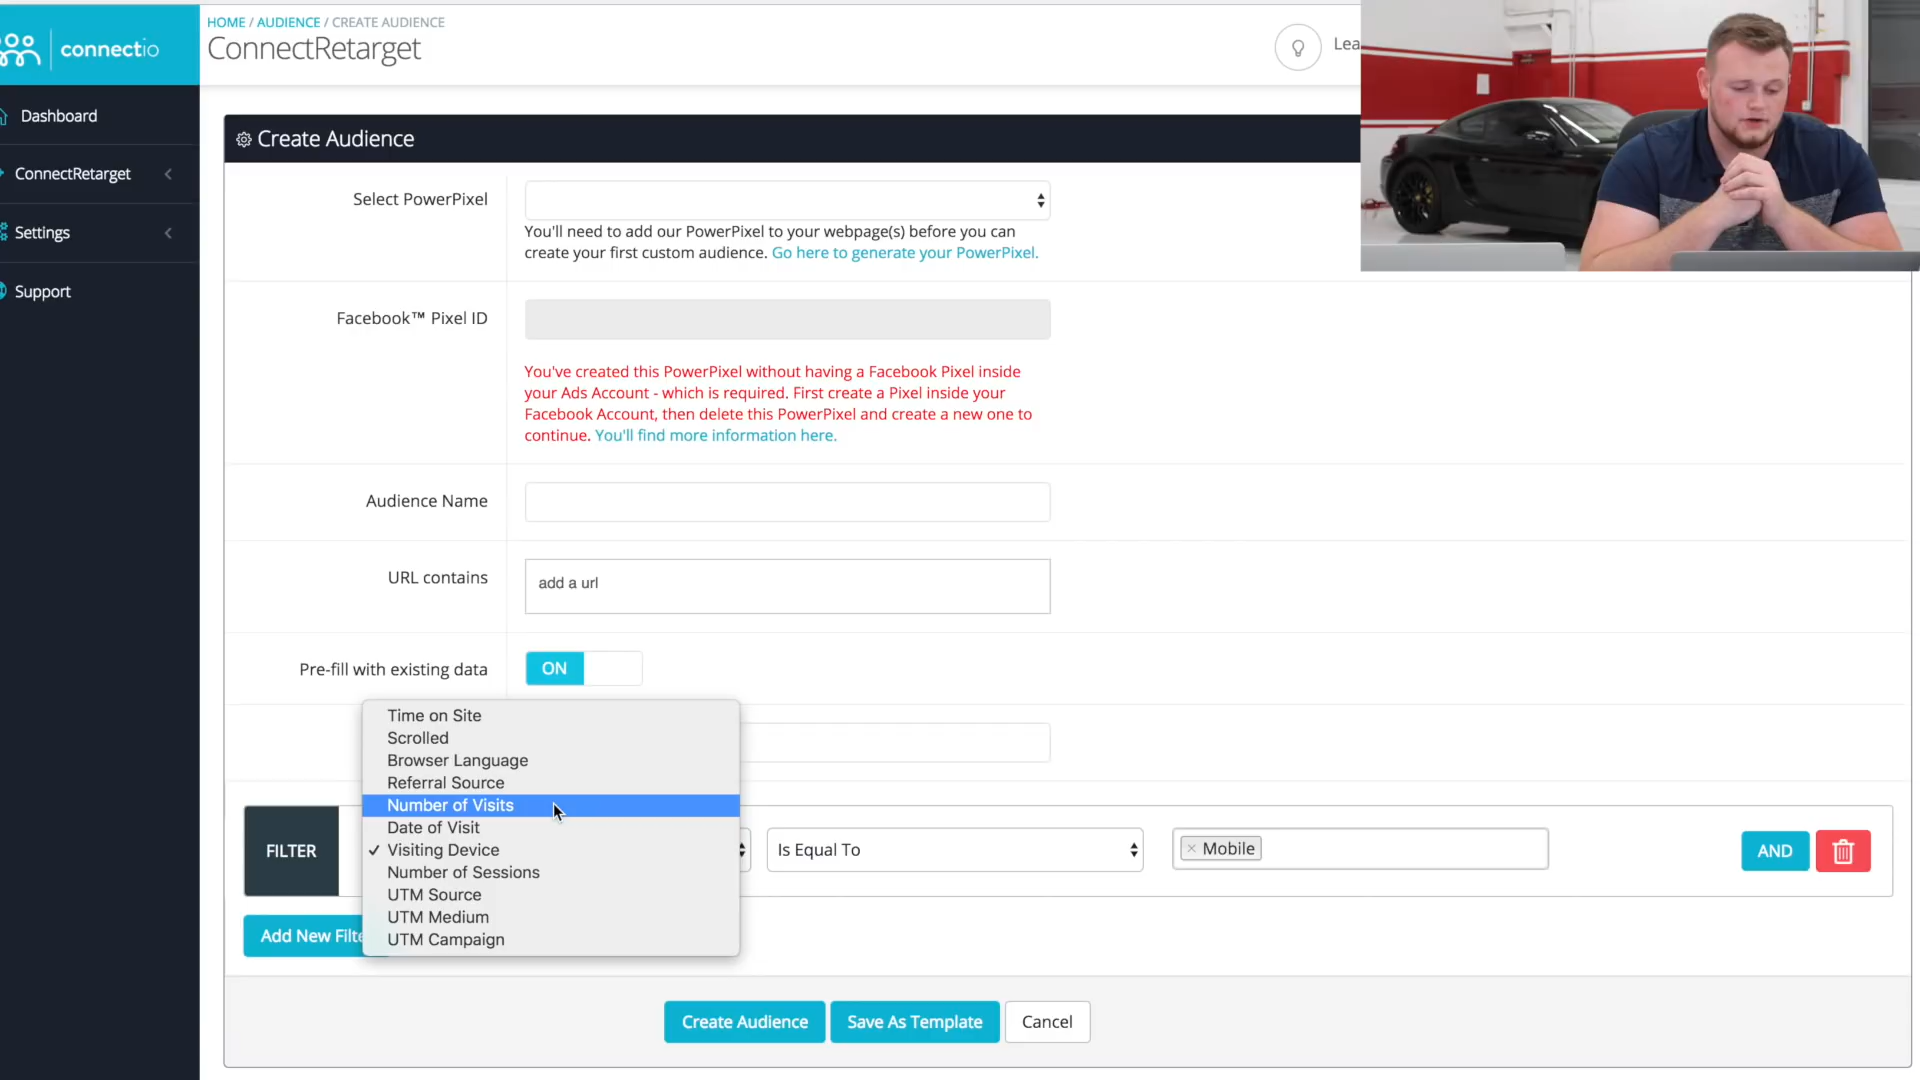 HOME / AUDIENCE / CREATE AUDIENCE
connectio
ConnectRetarget
Lea
Dashboard
ConnectRetarget
Settings
Support
Create Audience
Select PowerPixel
You'll need to add our PowerPixel to your webpage(s) before you can
create your first custom audience. Go here to generate your PowerPixel.
Facebook™ Pixel ID
You've created this PowerPixel without having a Facebook Pixel inside
your Ads Account - which is required. First create a Pixel inside your
Facebook Account, then delete this PowerPixel and create a new one to
continue. You'll find more information here.
Audience Name
URL contains
add a url
Pre-fill with existing data
ON
Time on Site
Scrolled
Browser Language
Referral Source
Number of Visits
Date of Visit
✓ Visiting Device
Number of Sessions
UTM Source
UTM Medium
UTM Campaign
FILTER
Is Equal To
× Mobile
AND
Add New Filte
Create Audience
Save As Template
Cancel